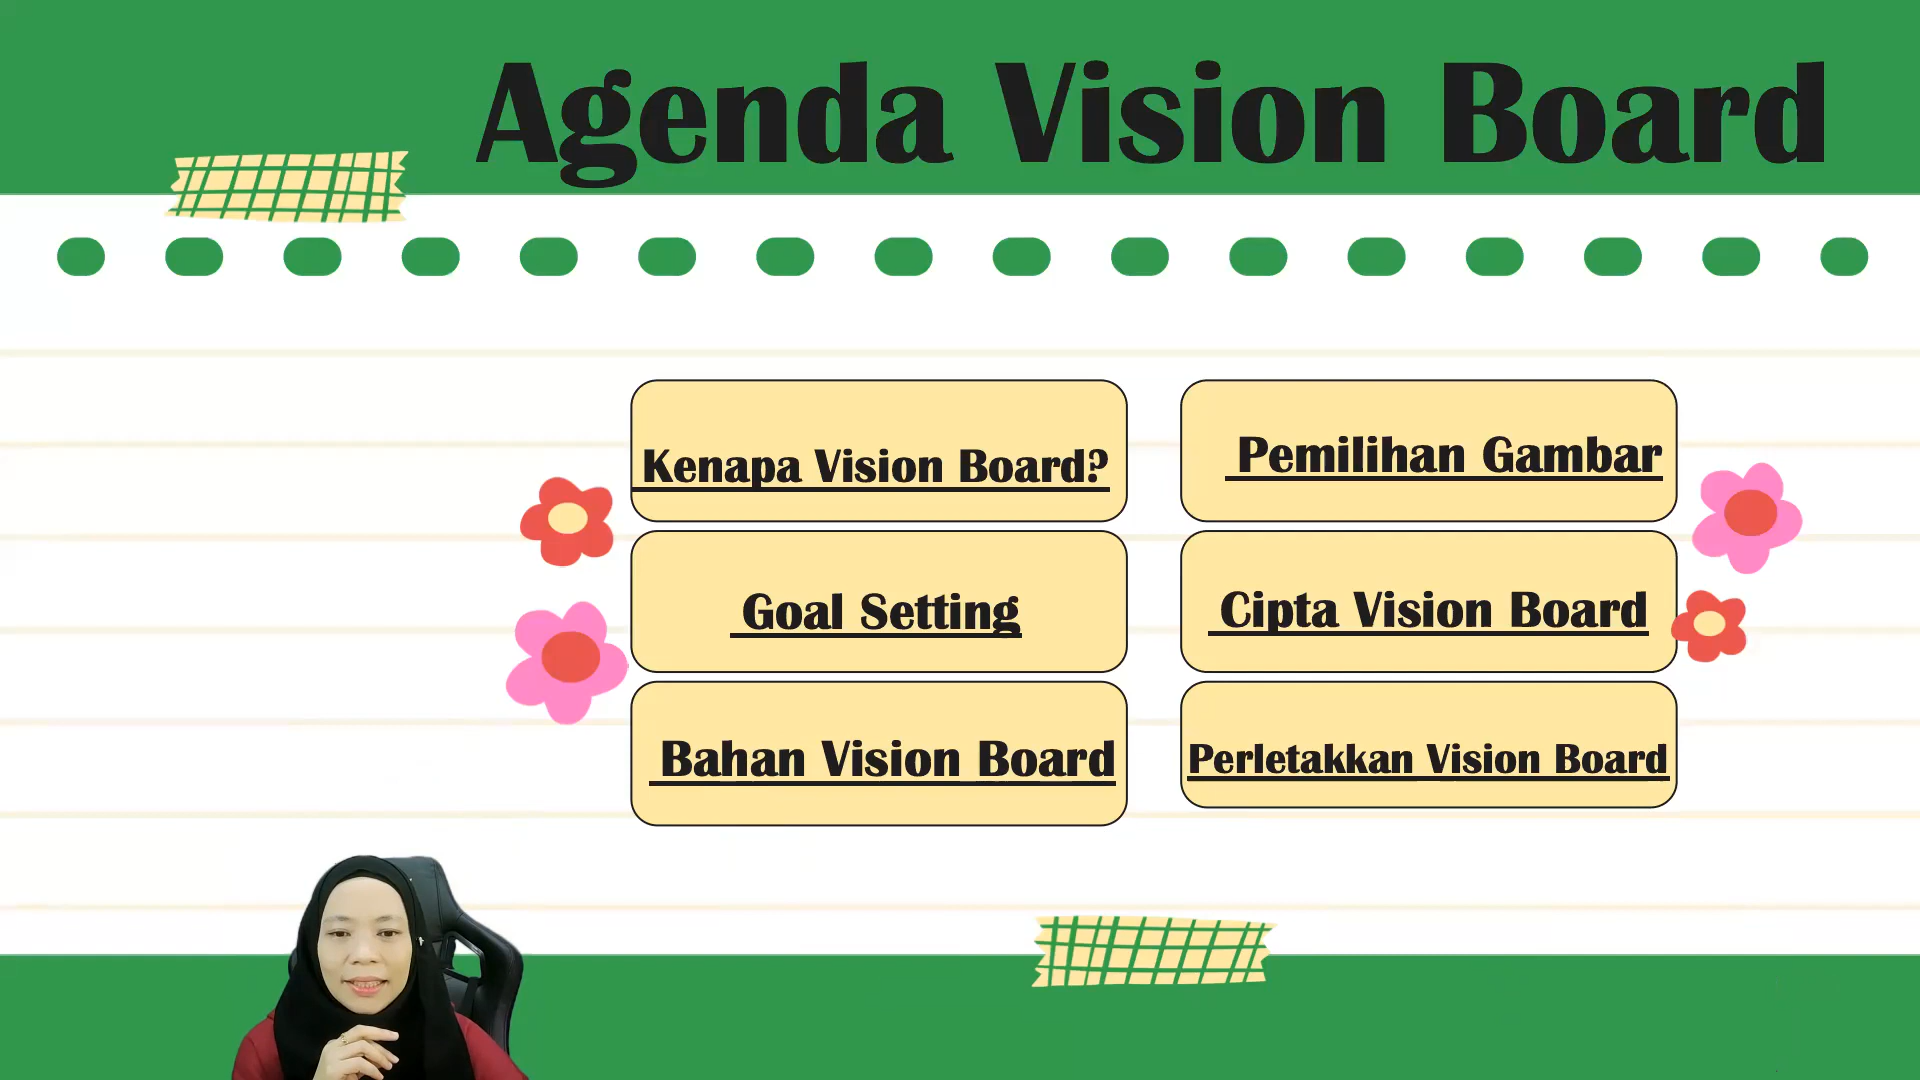 Agenda Vision Board
Kenapa Vision Board?
Goal Setting
Bahan Vision Board
Pemilihan Gambar
Cipta Vision Board
Perletakkan Vision Board